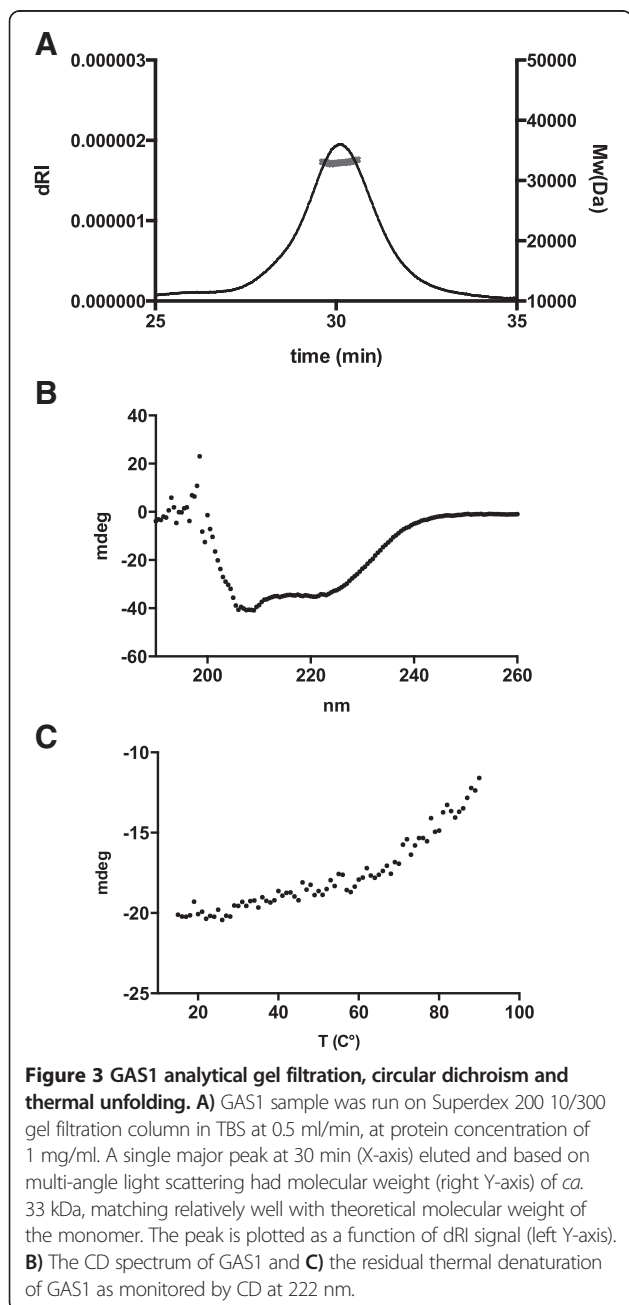 A
0.000003
0.000002
0.000001
0.000000
dRI
50000
40000
30000
20000
10000
Mw(Da)
25
30
35
time (min)
B
40
20
0
-20
-40
-60
mdeg
200
220
240
260
nm
C
-10
-15
-20
-25
mdeg
20
40
60
80
100
T (C°)
Figure 3 GAS1 analytical gel filtration, circular dichroism and
thermal unfolding. A) GAS1 sample was run on Superdex 200 10/300
gel filtration column in TBS at 0.5 ml/min, at protein concentration of
1 mg/ml. A single major peak at 30 min (X-axis) eluted and based on
multi-angle light scattering had molecular weight (right Y-axis) of ca.
33 kDa, matching relatively well with theoretical molecular weight of
the monomer. The peak is plotted as a function of dRI signal (left Y-axis).
B) The CD spectrum of GAS1 and C) the residual thermal denaturation
of GAS1 as monitored by CD at 222 nm.